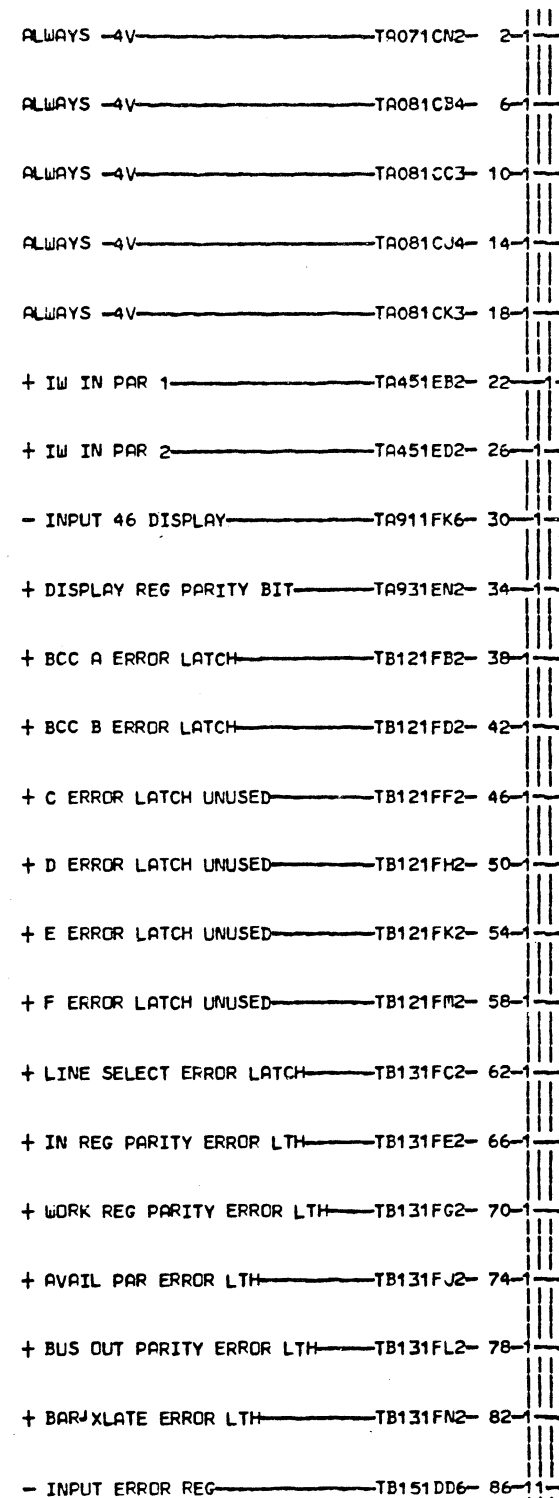 ALWAYS -4V TA071CN2- 2-1
ALWAYS -4V TA081CB4- 6-1
ALWAYS -4V TA081CC3- 10-1
ALWAYS -4V TA081CJ4- 14-1
ALWAYS -4V TA081CK3- 18-1
+ IW IN PAR 1 TA451EB2- 22-1
+ IW IN PAR 2 TA451ED2- 26-1
- INPUT 46 DISPLAY TA911FK6- 30-1
+ DISPLAY REG PARITY BIT TA931EN2- 34-1
+ BCC A ERROR LATCH TB121FB2- 38-1
+ BCC B ERROR LATCH TB121FD2- 42-1
+ C ERROR LATCH UNUSED TB121FF2- 46-1
+ D ERROR LATCH UNUSED TB121FH2- 50-1
+ E ERROR LATCH UNUSED TB121FK2- 54-1
+ F ERROR LATCH UNUSED TB121FM2- 58-1
+ LINE SELECT ERROR LATCH TB131FC2- 62-1
+ IN REG PARITY ERROR LTH TB131FE2- 66-1
+ WORK REG PARITY ERROR LTH TB131FG2- 70-1
+ AVAIL PAR ERROR LTH TB131FJ2- 74-1
+ BUS OUT PARITY ERROR LTH TB131FL2- 78-1
+ BAR XLATE ERROR LTH TB131FN2- 82-1
- INPUT ERROR REG TB151DD6- 86-11